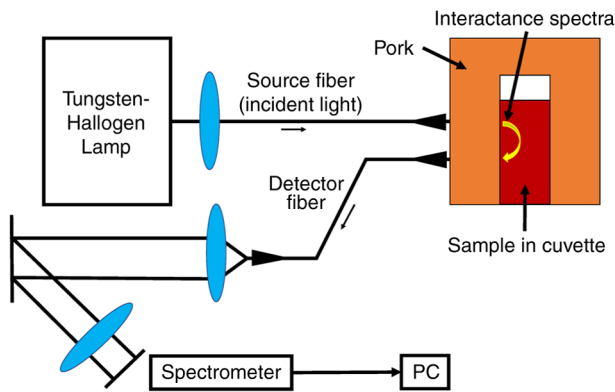 Interactance spectra
Pork
Tungsten-
Hallogen
Lamp
Source fiber
(incident light)
Detector
fiber
Sample in cuvette
Spectrometer
PC